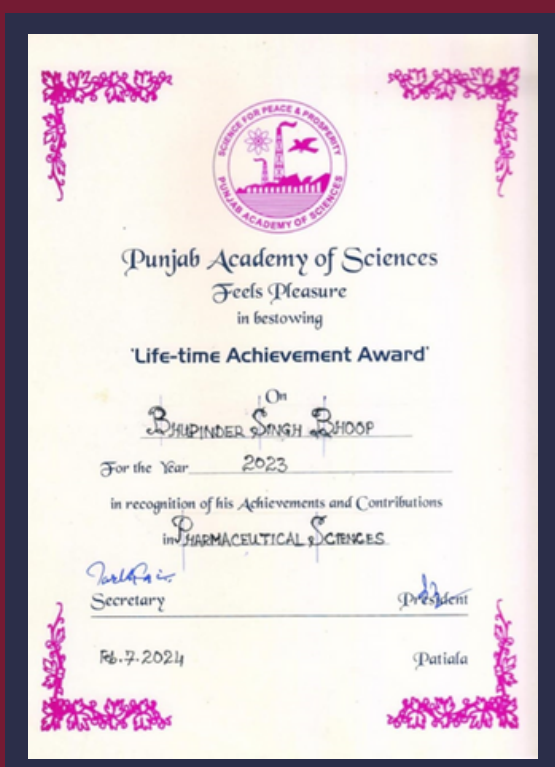 SCIENCE FOR PEACE & PROSPERITY
PUNJAB ACADEMY OF SCIENCES
Punjab Academy of Sciences
Feels Pleasure
in bestowing
'Life-time Achievement Award'
On
BHUPINDER SINGH BHOOP
For the Year 2023
in recognition of his Achievements and Contributions
in PHARMACEUTICAL SCIENCES
Secretary President
Feb.7.2024 Patiala